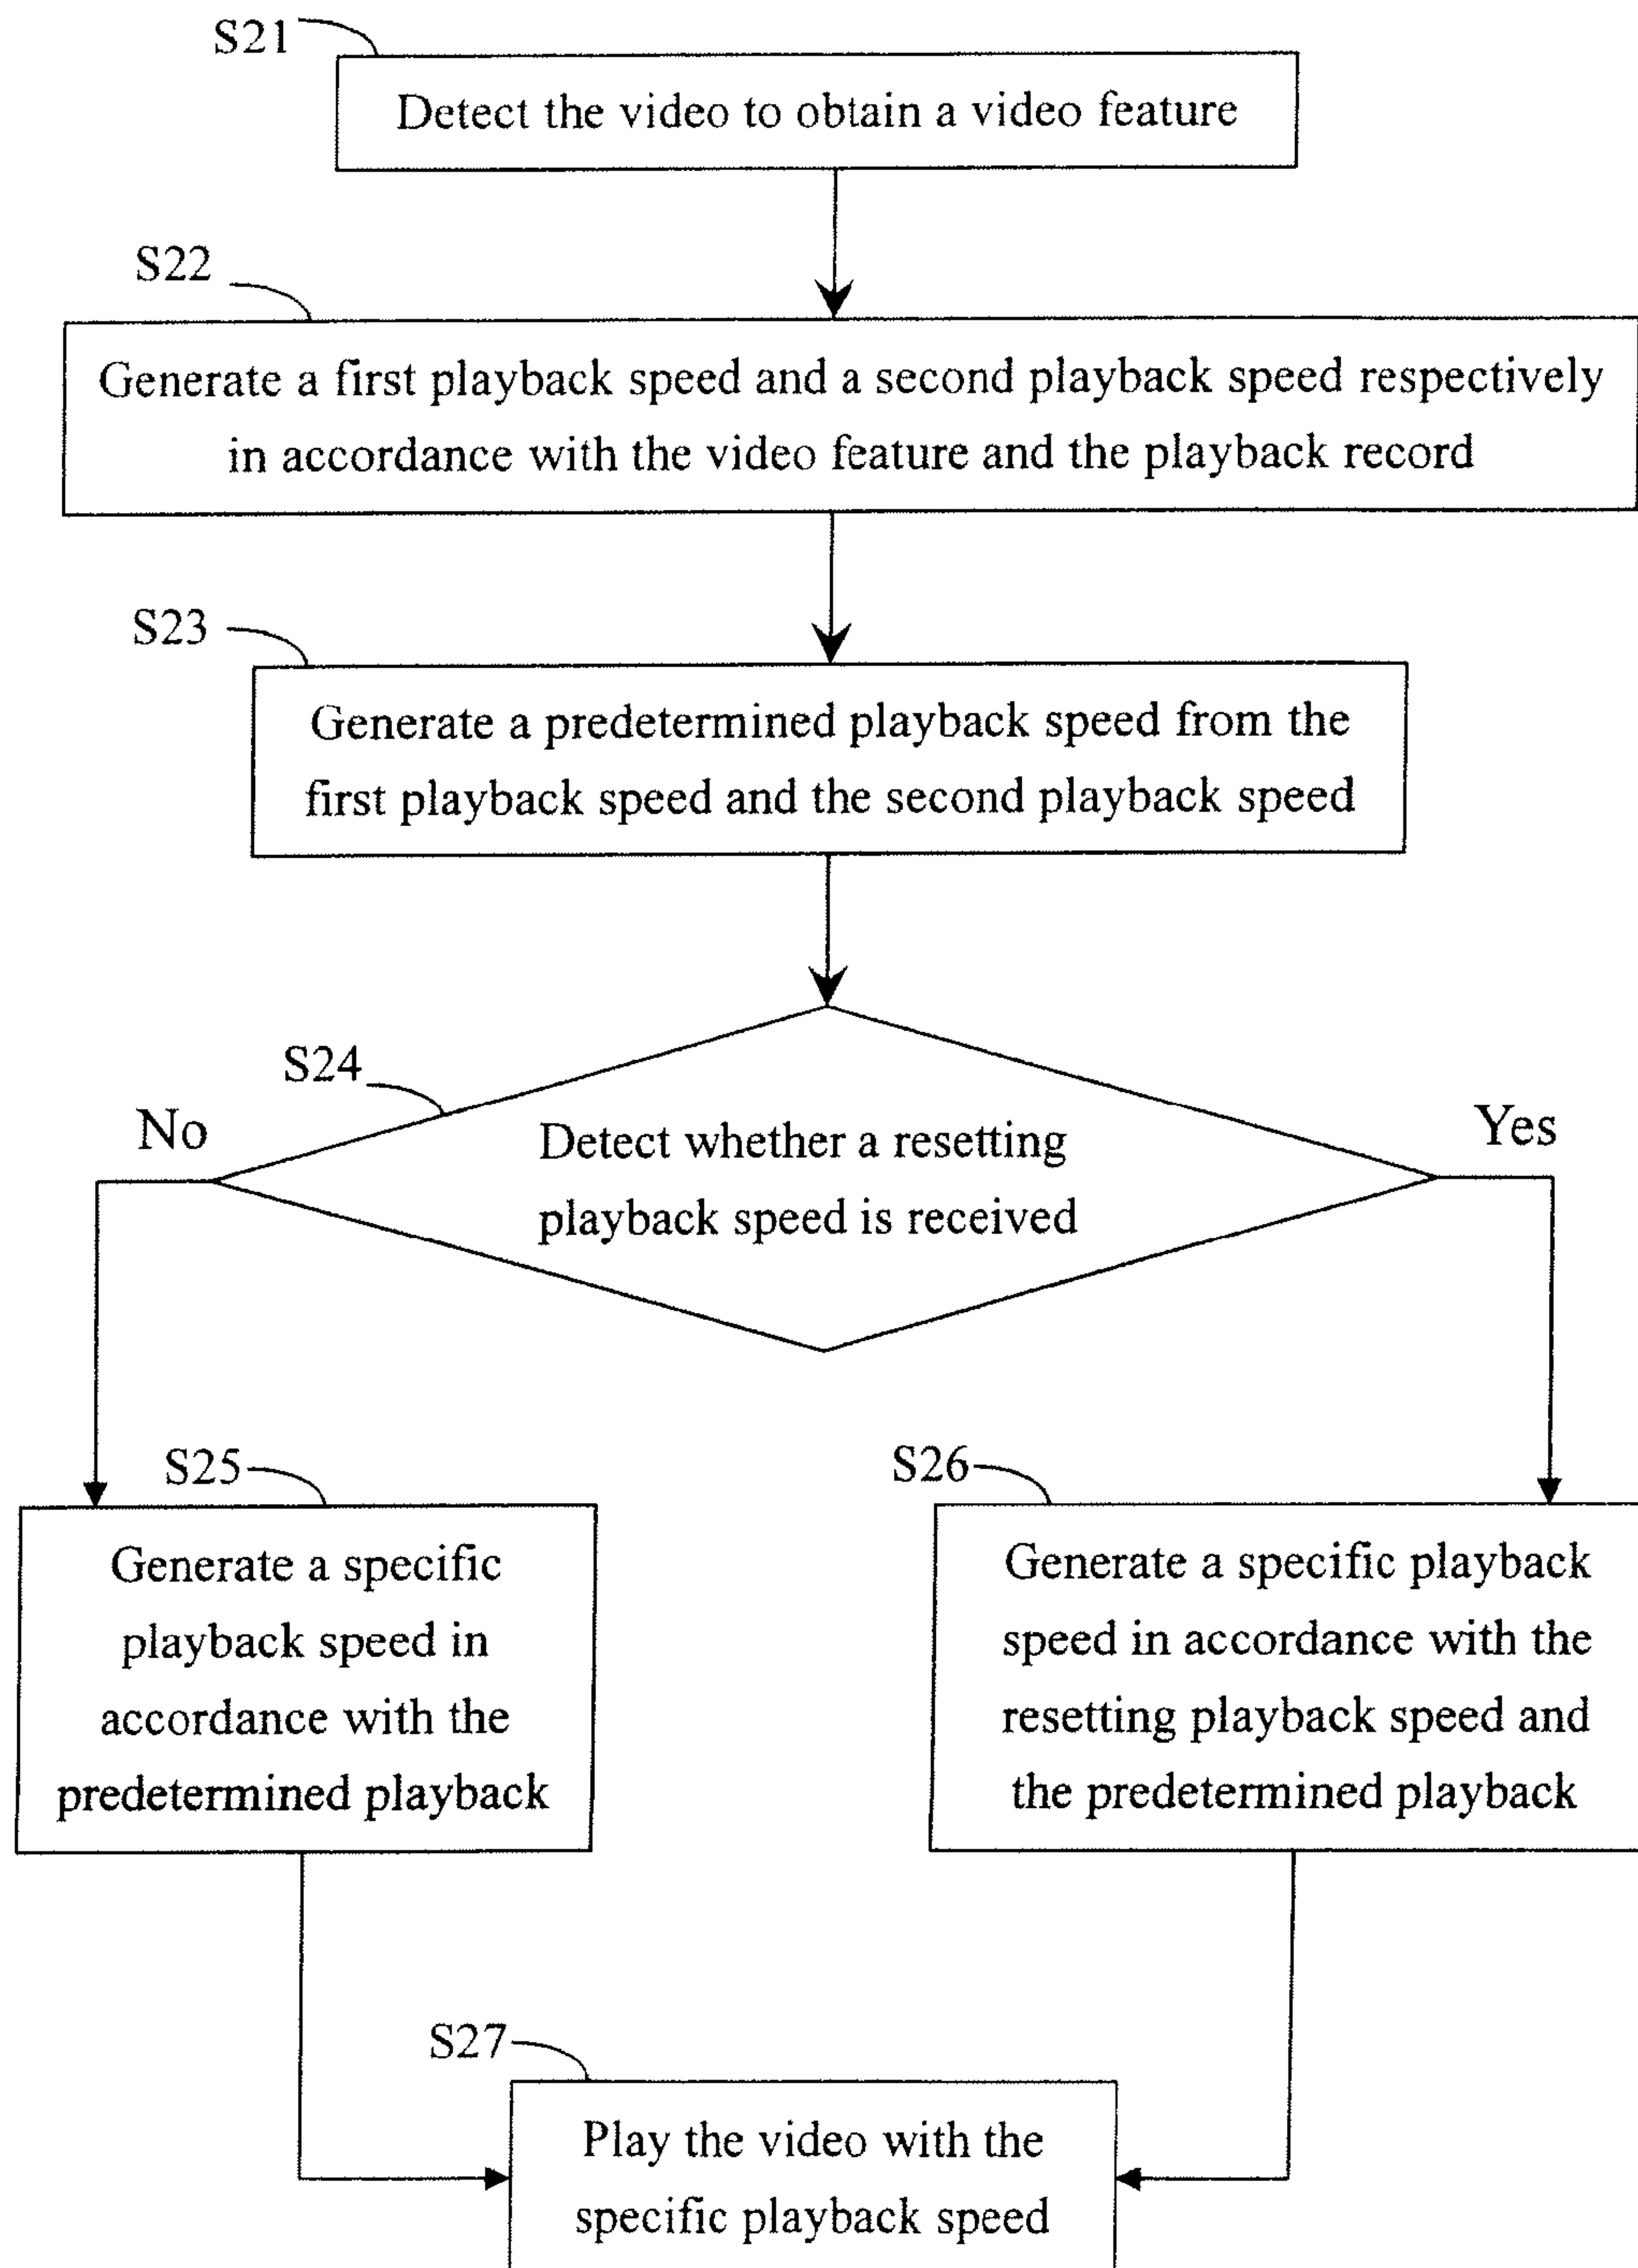 S21
Detect the video to obtain a video feature
S22
Generate a first playback speed and a second playback speed respectively
in accordance with the video feature and the playback record
S23
Generate a predetermined playback speed from the
first playback speed and the second playback speed
S24
No
Yes
Detect whether a resetting
playback speed is received
S25
Generate a specific
playback speed in
accordance with the
predetermined playback
S26
Generate a specific playback
speed in accordance with the
resetting playback speed and
the predetermined playback
S27
Play the video with the
specific playback speed